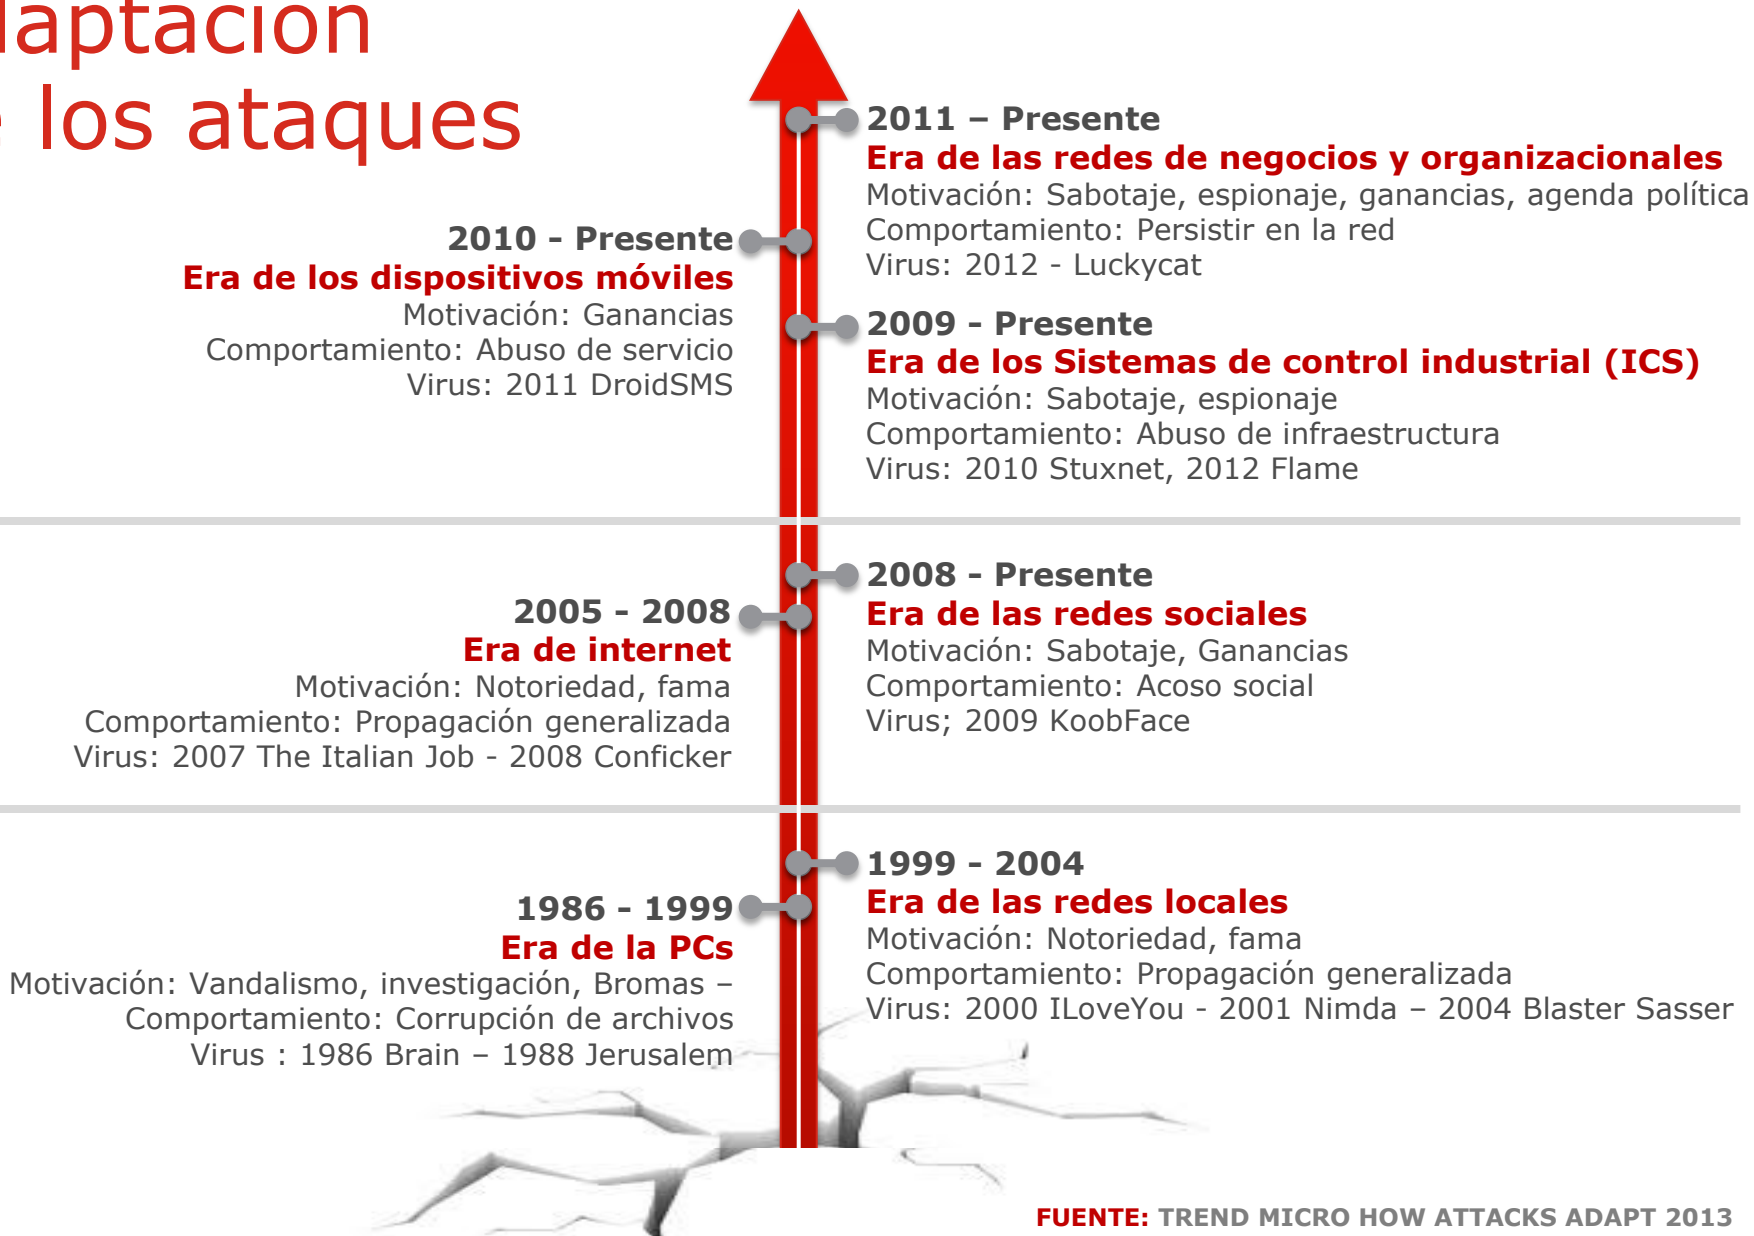 daptación
e los ataques
2011 – Presente
Era de las redes de negocios y organizacionales
Motivación: Sabotaje, espionaje, ganancias, agenda política
Comportamiento: Persistir en la red
Virus: 2012 - Luckycat
2010 - Presente
Era de los dispositivos móviles
Motivación: Ganancias
Comportamiento: Abuso de servicio
Virus: 2011 DroidSMS
2009 - Presente
Era de los Sistemas de control industrial (ICS)
Motivación: Sabotaje, espionaje
Comportamiento: Abuso de infraestructura
Virus: 2010 Stuxnet, 2012 Flame
2008 - Presente
Era de las redes sociales
Motivación: Sabotaje, Ganancias
Comportamiento: Acoso social
Virus; 2009 KoobFace
2005 - 2008
Era de internet
Motivación: Notoriedad, fama
Comportamiento: Propagación generalizada
Virus: 2007 The Italian Job - 2008 Conficker
1999 - 2004
Era de las redes locales
Motivación: Notoriedad, fama
Comportamiento: Propagación generalizada
Virus: 2000 ILoveYou - 2001 Nimda – 2004 Blaster Sasser
1986 - 1999
Era de la PCs
Motivación: Vandalismo, investigación, Bromas –
Comportamiento: Corrupción de archivos
Virus : 1986 Brain – 1988 Jerusalem
FUENTE: TREND MICRO HOW ATTACKS ADAPT 2013